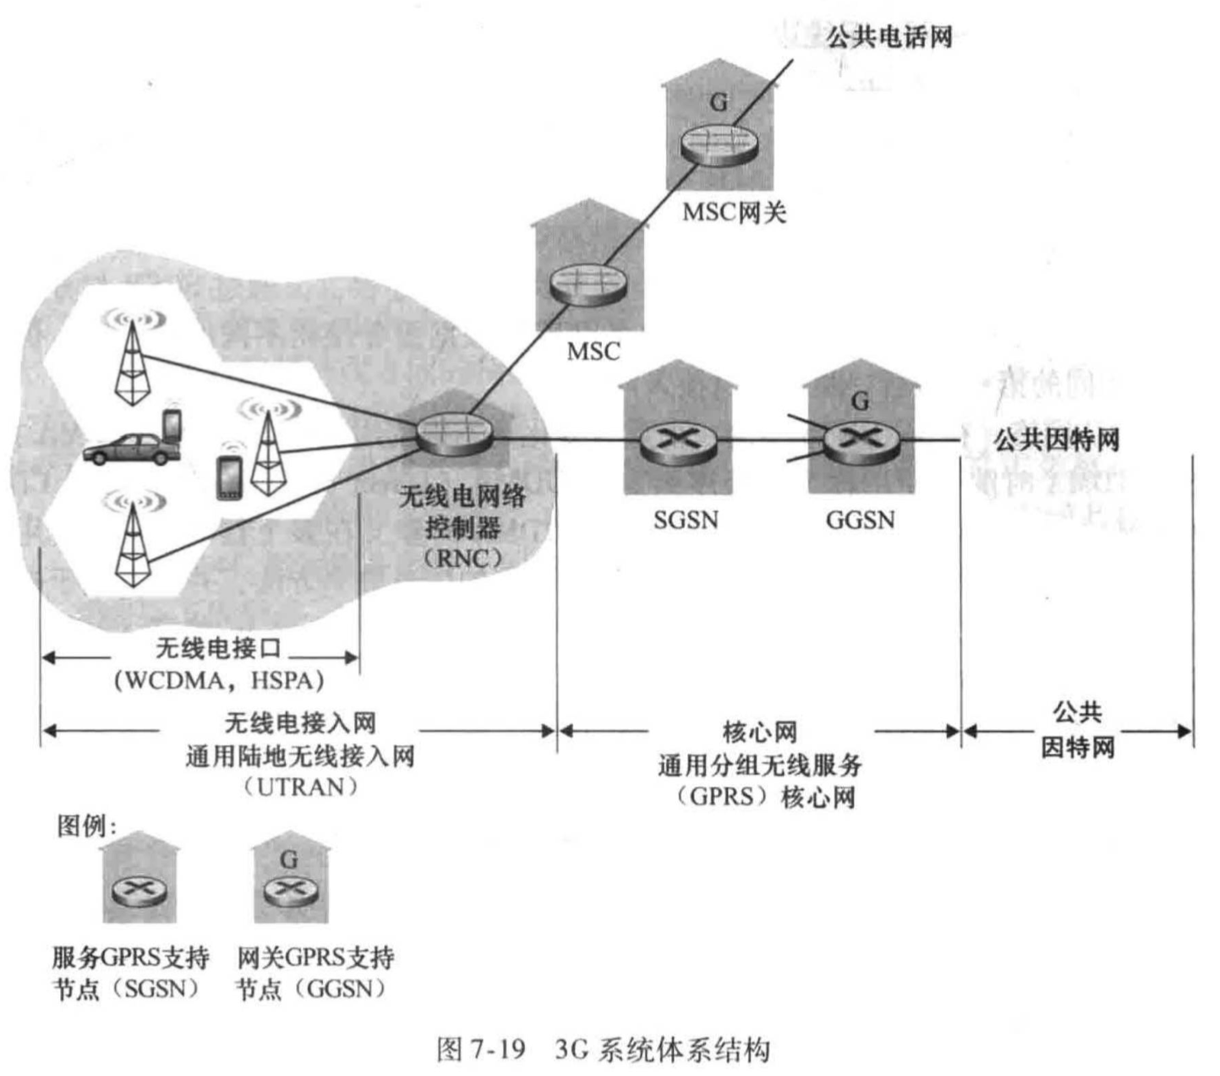 公共电话网
G
MSC网关
MSC
G
公共因特网
SGSN
GGSN
无线电网络
控制器
（RNC）
无线电接口
(WCDMA，HSPA)
无线电接入网
通用陆地无线接入网
（UTRAN）
核心网
通用分组无线服务
（GPRS）核心网
公共
因特网
图例：
G
服务GPRS支持
节点（SGSN）
网关GPRS支持
节点（GGSN）
图 7-19 3G 系统体系结构